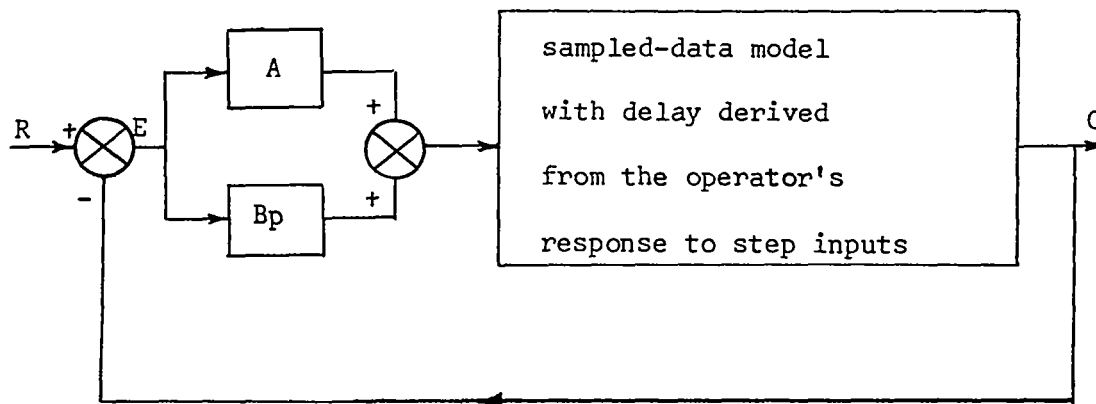 A
sampled-data model
with delay derived
from the operator's
response to step inputs
R
+
E
+
C
-
Bp
+